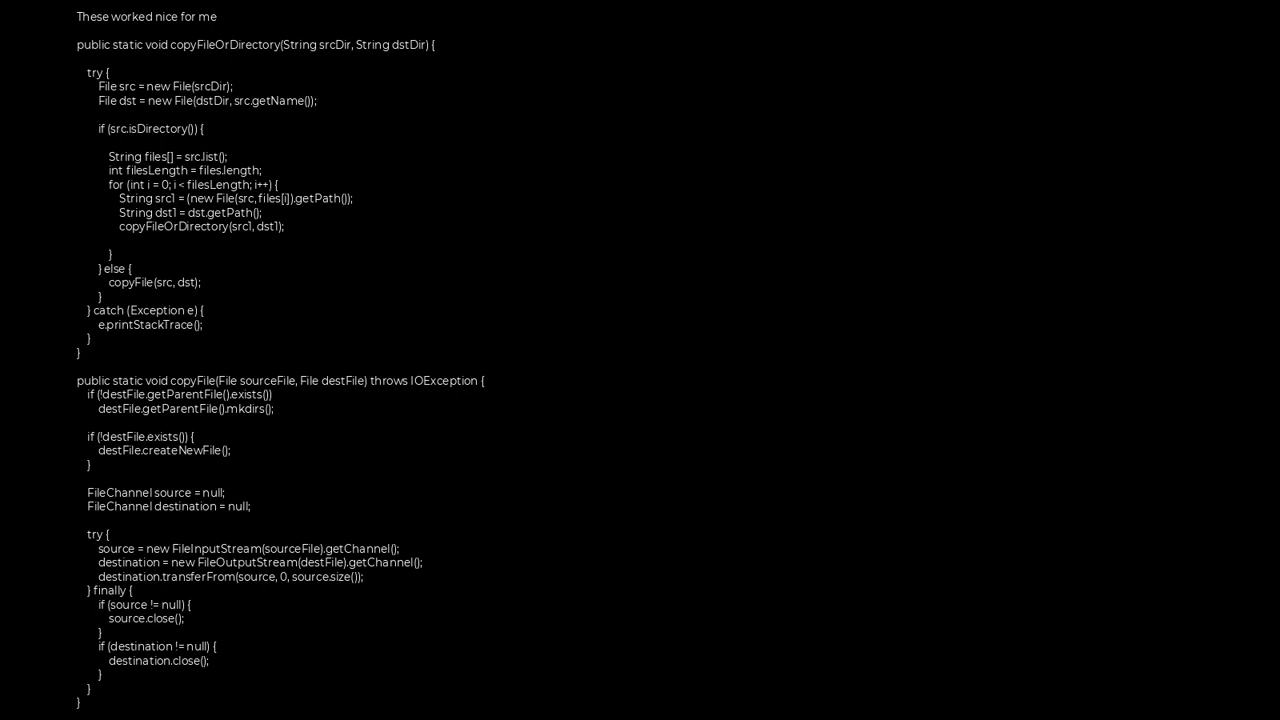 These worked nice for me
public static void copyFileOrDirectory(String srcDir, String dstDir) {
try {
File src = new File(srcDir);
File dst = new File(dstDir, src.getName());
if (src.isDirectory()) {
String files[] = src.list();
int filesLength = files.length;
for (int i = 0; i < filesLength; i++) {
String src1 = (new File(src, files[i]).getPath());
String dst1 = dst.getPath();
copyFileOrDirectory(src1, dst1);
}
} else {
copyFile(src, dst);
}
} catch (Exception e) {
e.printStackTrace();
}
}
public static void copyFile(File sourceFile, File destFile) throws IOException {
if (!destFile.getParentFile().exists())
destFile.getParentFile().mkdirs();
if (!destFile.exists()) {
destFile.createNewFile();
}
FileChannel source = null;
FileChannel destination = null;
try {
source = new FileInputStream(sourceFile).getChannel();
destination = new FileOutputStream(destFile).getChannel();
destination.transferFrom(source, 0, source.size());
} finally {
if (source != null) {
source.close();
}
if (destination != null) {
destination.close();
}
}
}